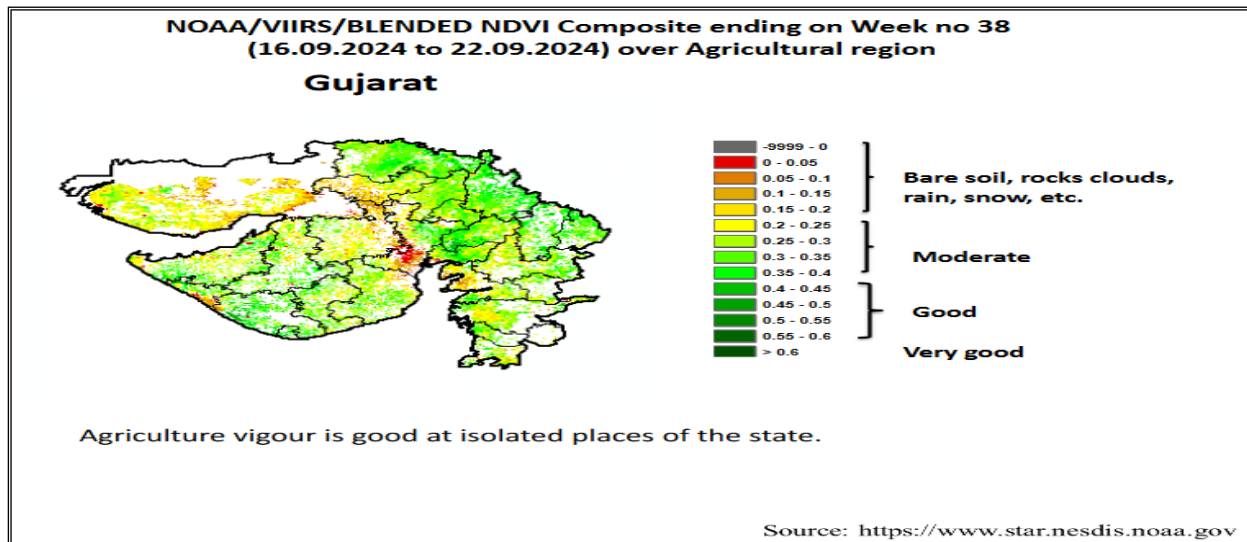 NOAA/VIIRS/BLENDED NDVI Composite ending on Week no 38
(16.09.2024 to 22.09.2024) over Agricultural region
Gujarat
-9999 - 0
0 - 0.05
0.05 - 0.1
0.1 - 0.15
0.15 - 0.2
0.2 - 0.25
0.25 - 0.3
0.3 - 0.35
0.35 - 0.4
0.4 - 0.45
0.45 - 0.5
0.5 - 0.55
0.55 - 0.6
> 0.6
Bare soil, rocks clouds,
rain, snow, etc.
Moderate
Good
Very good
Agriculture vigour is good at isolated places of the state.
Source: https://www.star.nesdis.noaa.gov